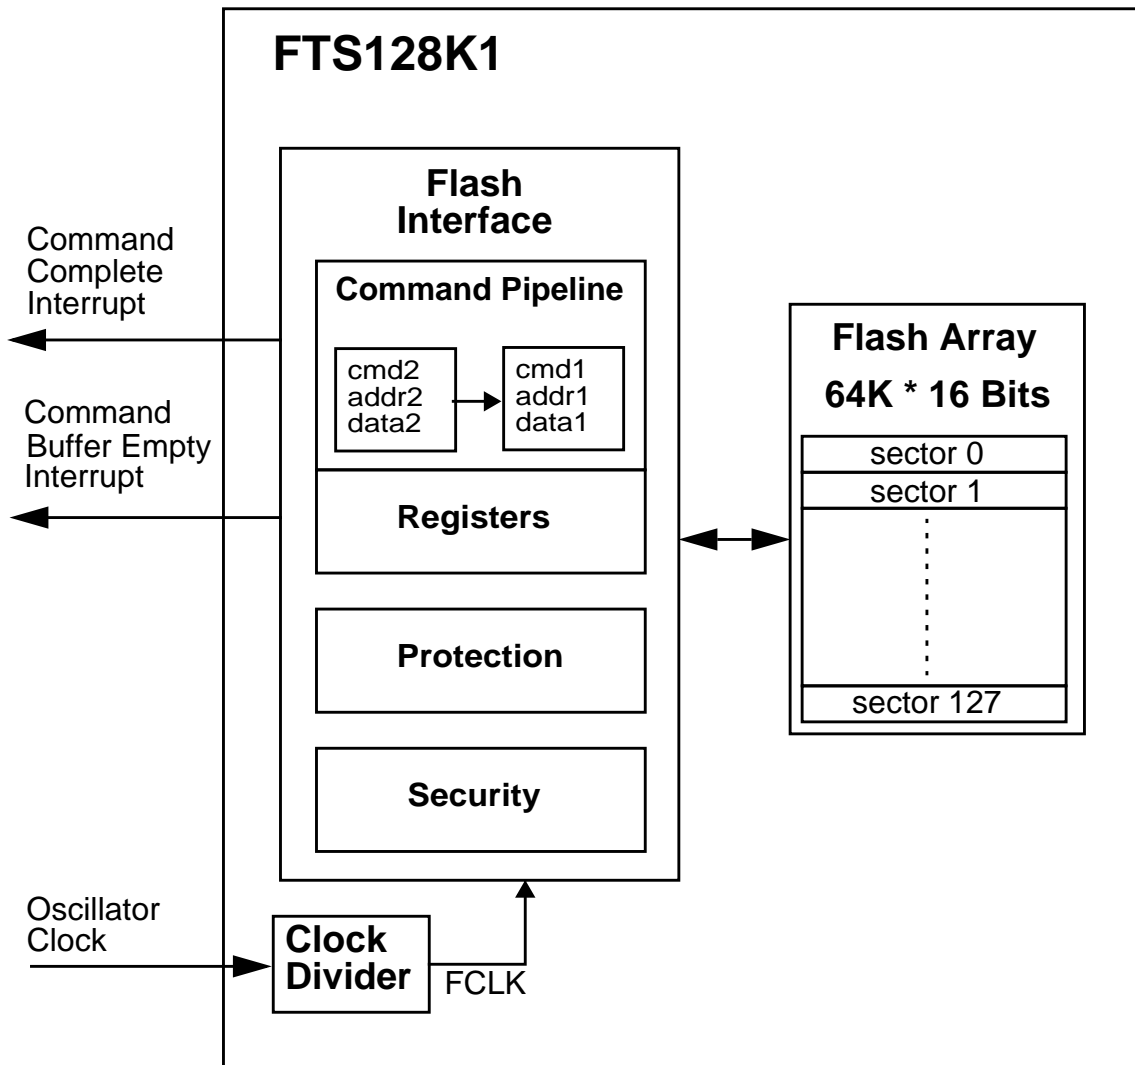 FTS128K1
Flash
Interface
Command
Complete
Interrupt
Command Pipeline
cmd2
addr2
data2
cmd1
addr1
data1
Command
Buffer Empty
Interrupt
Registers
Protection
Security
Flash Array
64K * 16 Bits
sector 0
sector 1
sector 127
Oscillator
Clock
Clock
Divider
FCLK